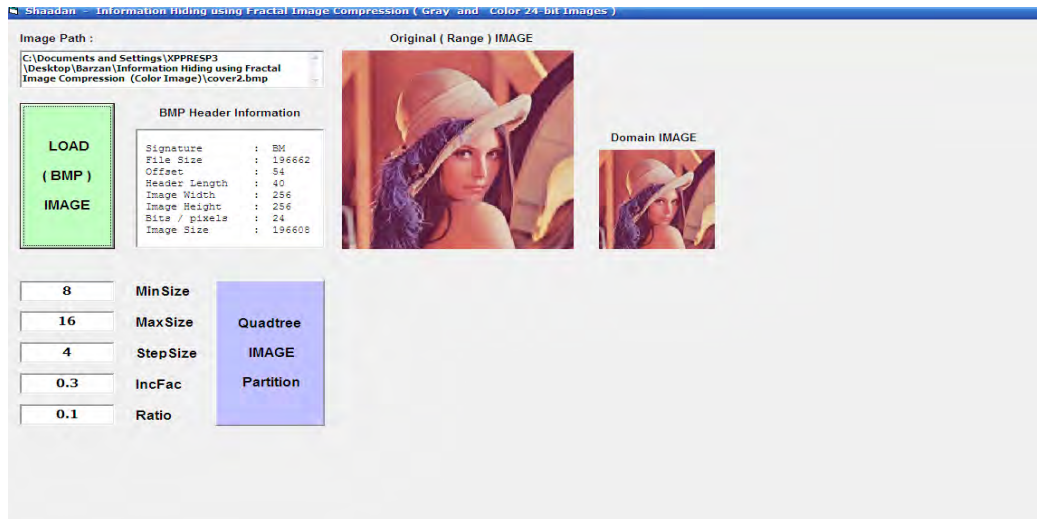 Shaadan - Information Hiding using Fractal Image Compression ( Gray and Color 24-bit Images )
Image Path :
C:\Documents and Settings\XPPRESP3
\Desktop\Barzan\Information Hiding using Fractal
Image Compression (Color Image)\cover2.bmp
Original ( Range ) IMAGE
LOAD
( BMP )
IMAGE
BMP Header Information
Signature : BM
File Size : 196662
Offset : 54
Header Length : 40
Image Width : 256
Image Height : 256
Bits / pixels : 24
Image Size : 196608
Domain IMAGE
8 MinSize
16 MaxSize
4 StepSize
0.3 IncFac
0.1 Ratio
Quadtree
IMAGE
Partition